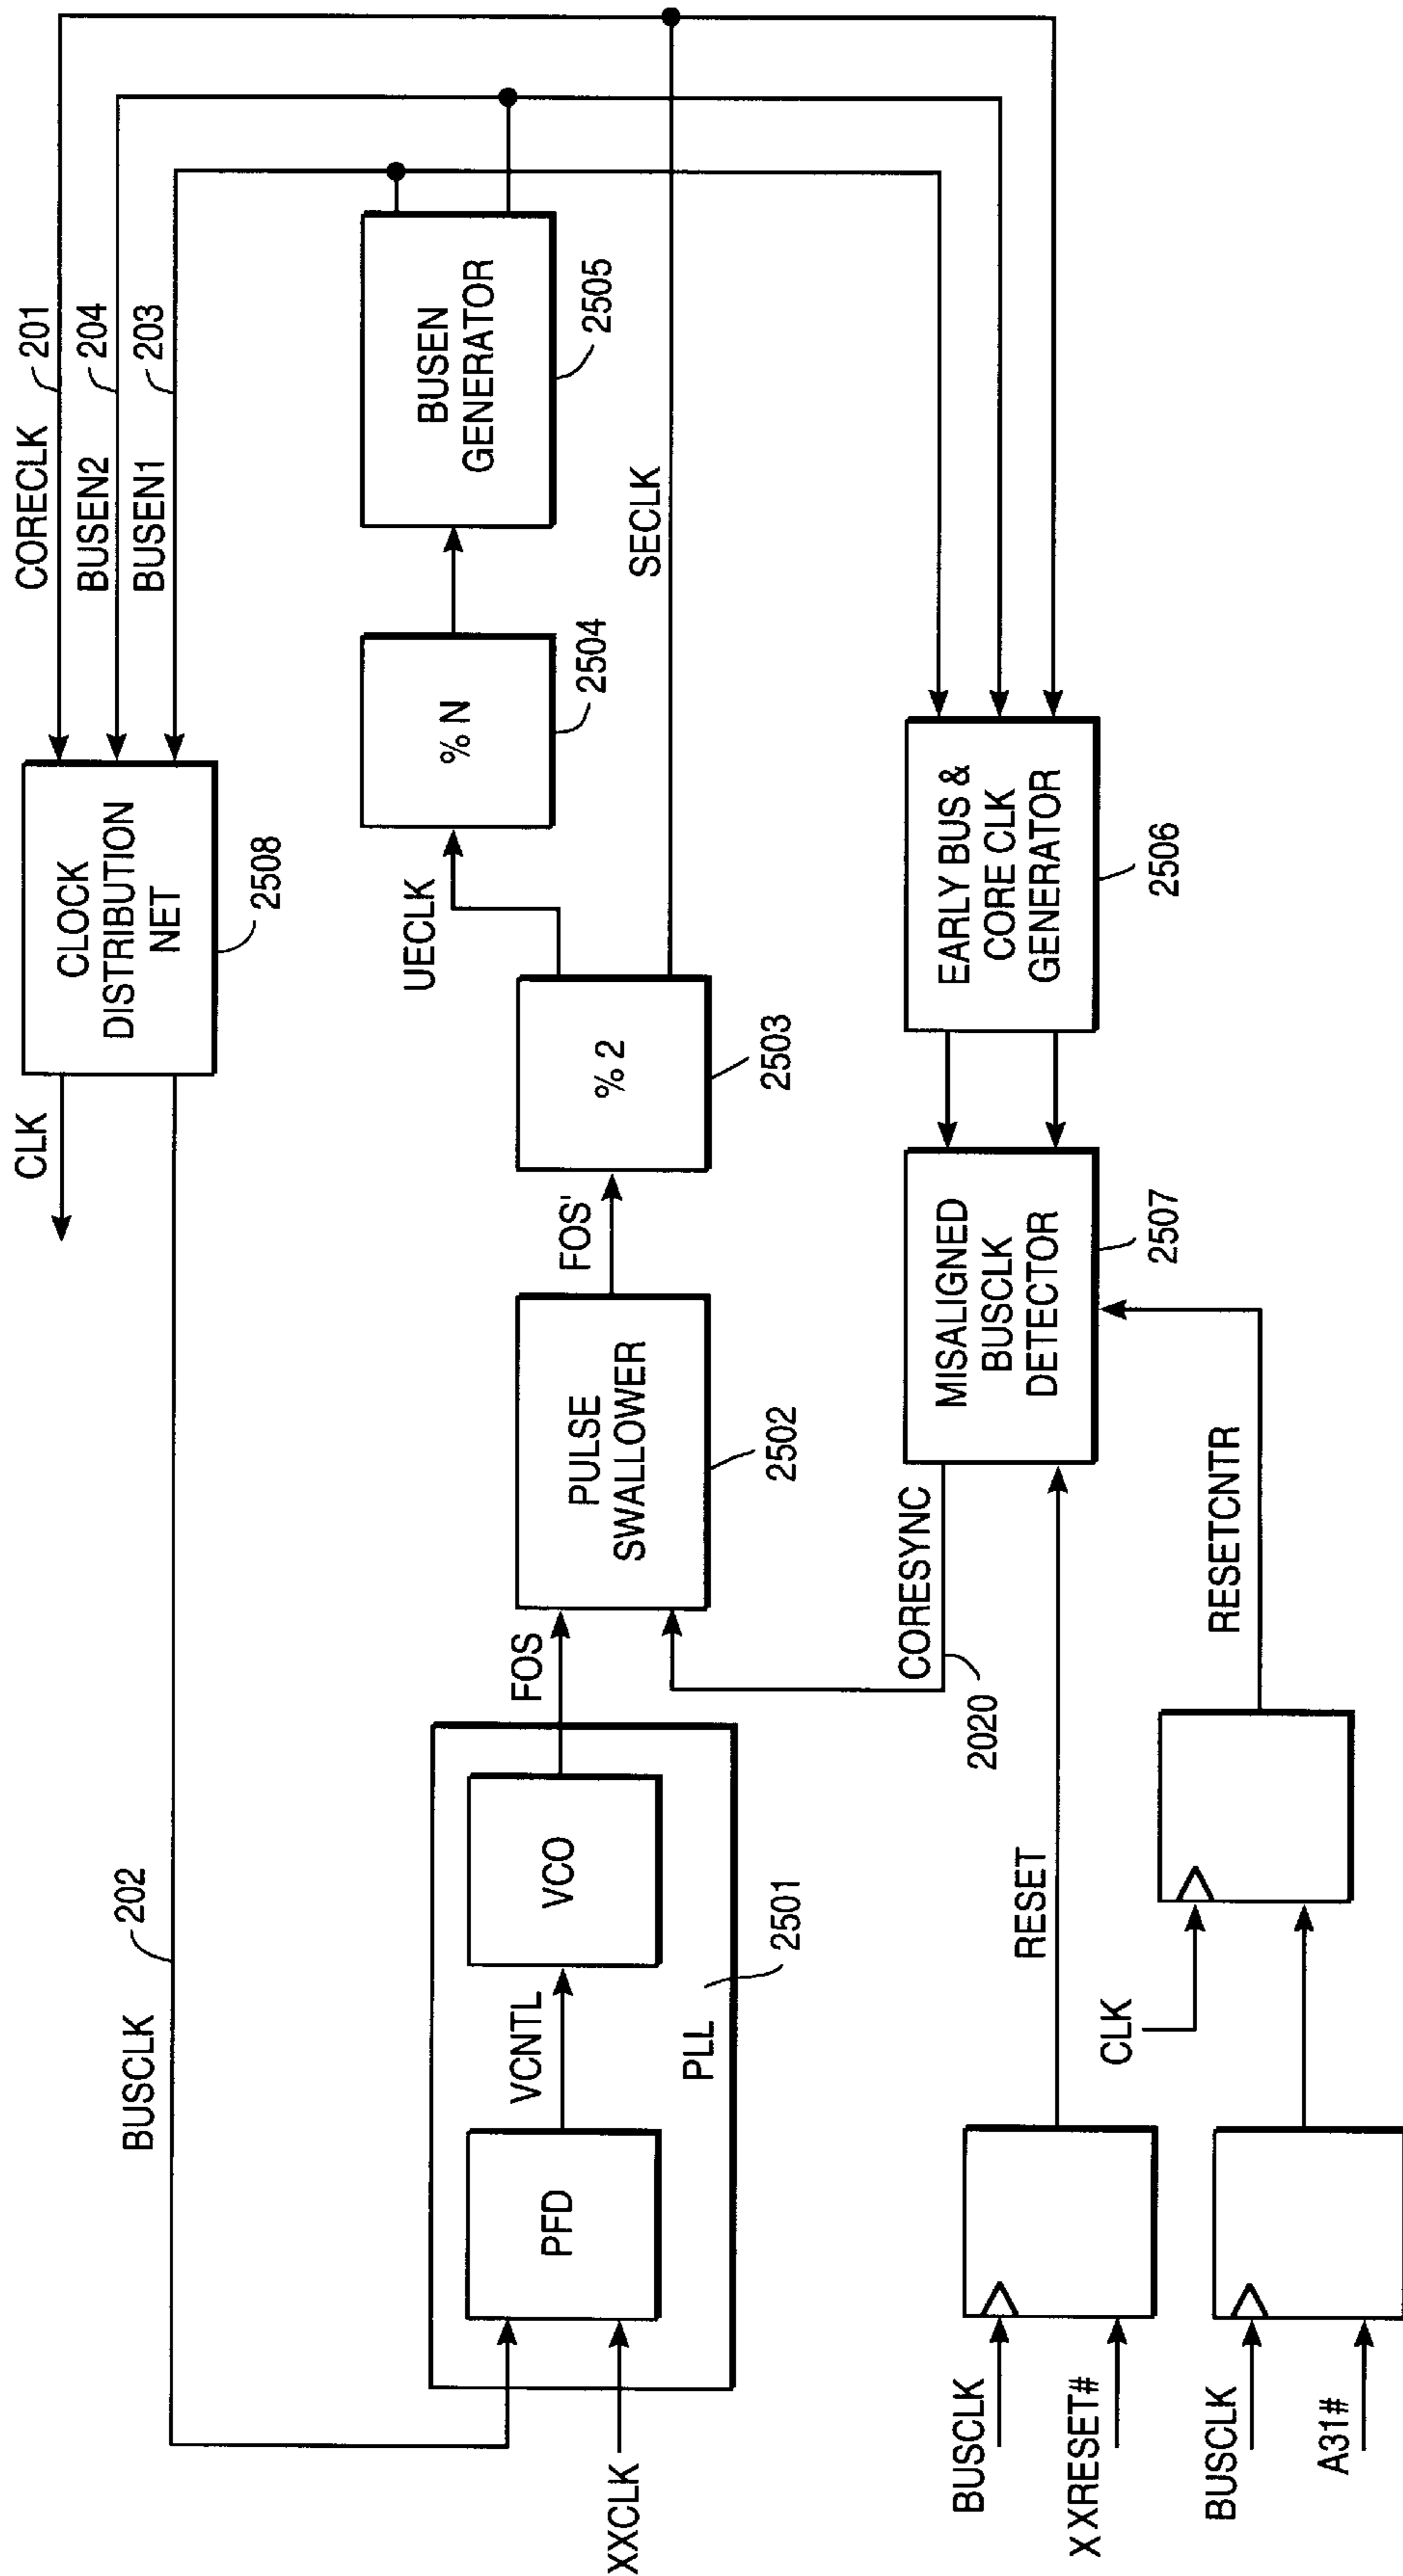 CLK
CLOCK
DISTRIBUTION
NET
2508
CORECLK
201
BUSEN2
204
BUSEN1
203
BUSCLK
202
XXCLK
PFD
VCNTL
VCO
PLL
2501
FOS
PULSE
SWALLOWER
2502
FOS'
% 2
2503
UECLK
% N
2504
BUSEN
GENERATOR
2505
SECLK
CORESYNC
2020
MISALIGNED
BUSCLK
DETECTOR
2507
EARLY BUS &
CORE CLK
GENERATOR
2506
BUSCLK
XXRESET#
RESET
BUSCLK
A31#
CLK
RESETCNTR